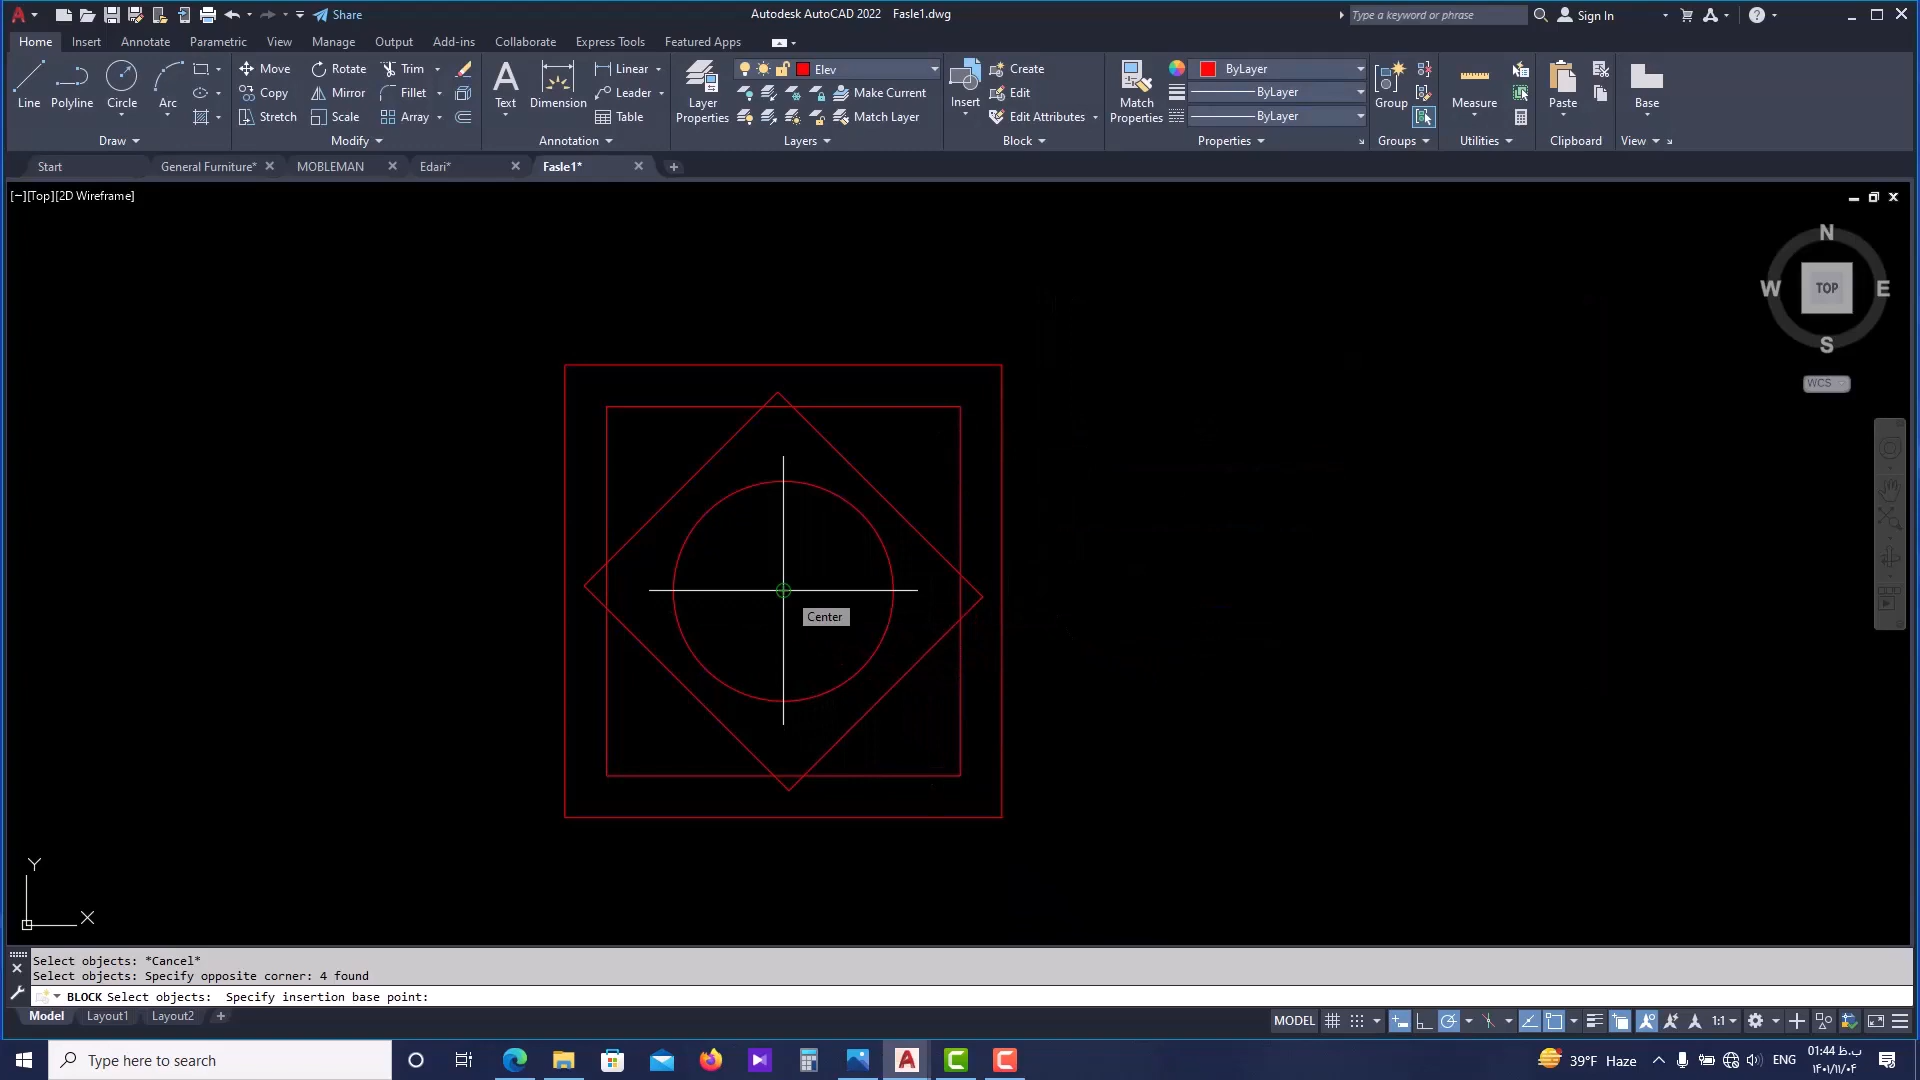 Share
Autodesk AutoCAD 2022 Fasle1.dwg
Type a keyword or phrase
Sign In
Home Insert Annotate Parametric View Manage Output Add-ins Collaborate Express Tools Featured Apps
Line Polyline Circle Arc
Move Rotate Trim
Copy Mirror Fillet
Stretch Scale Array
Text Dimension
Linear
Leader
Table
Layer Properties
Elev
Make Current
Match Layer
Insert
Create
Edit
Edit Attributes
Match Properties
ByLayer
ByLayer
ByLayer
Group
Measure
Paste
Base
Draw Modify Annotation Layers Block Properties Groups Utilities Clipboard View
Start General Furniture* MOBLEMAN Edari* Fasle1*
[−][Top][2D Wireframe]
N
W TOP E
S
WCS
Center
Y
X
Select objects: *Cancel*
Select objects: Specify opposite corner: 4 found
BLOCK Select objects: Specify insertion base point:
Model Layout1 Layout2 +
MODEL 1:1
Type here to search
39°F Haze ENG
01:44 ب.ظ
۱۴۰۱/۱۱/۰۴